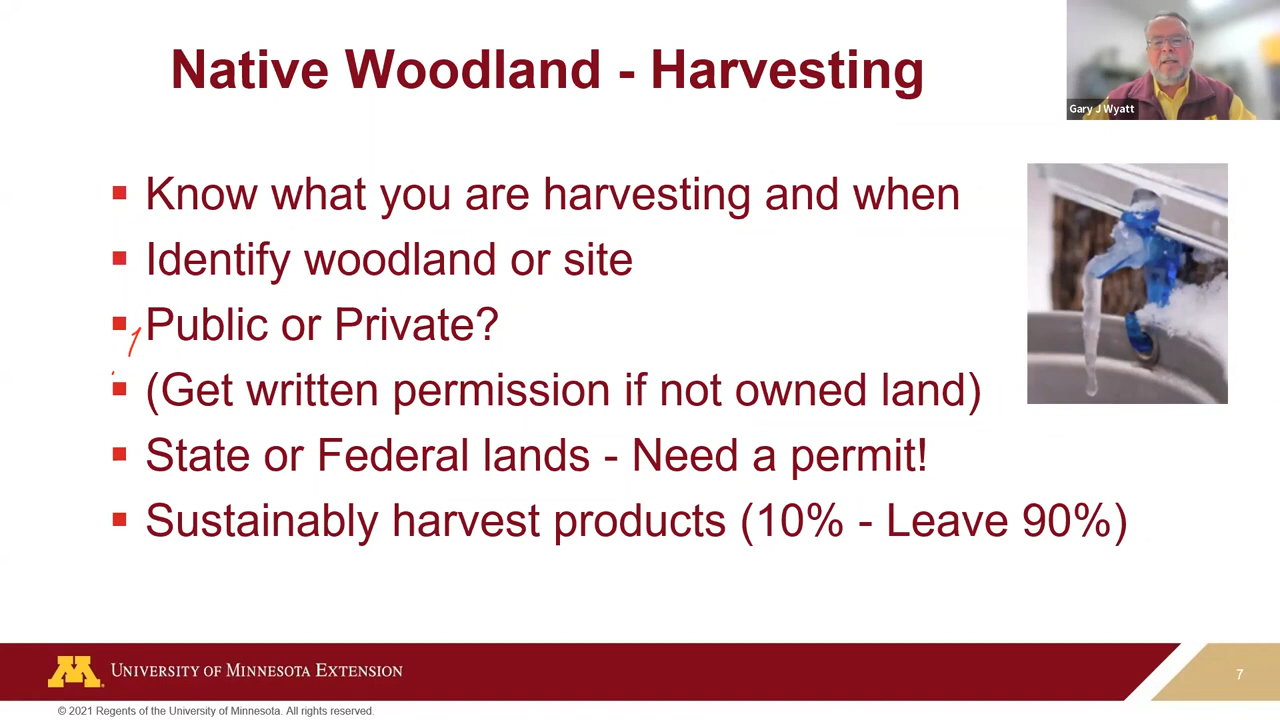 Native Woodland - Harvesting
Gary J Wyatt
▪ Know what you are harvesting and when
▪ Identify woodland or site
▪ Public or Private?
▪ (Get written permission if not owned land)
▪ State or Federal lands - Need a permit!
▪ Sustainably harvest products (10% - Leave 90%)
M
UNIVERSITY OF MINNESOTA EXTENSION
7
© 2021 Regents of the University of Minnesota. All rights reserved.